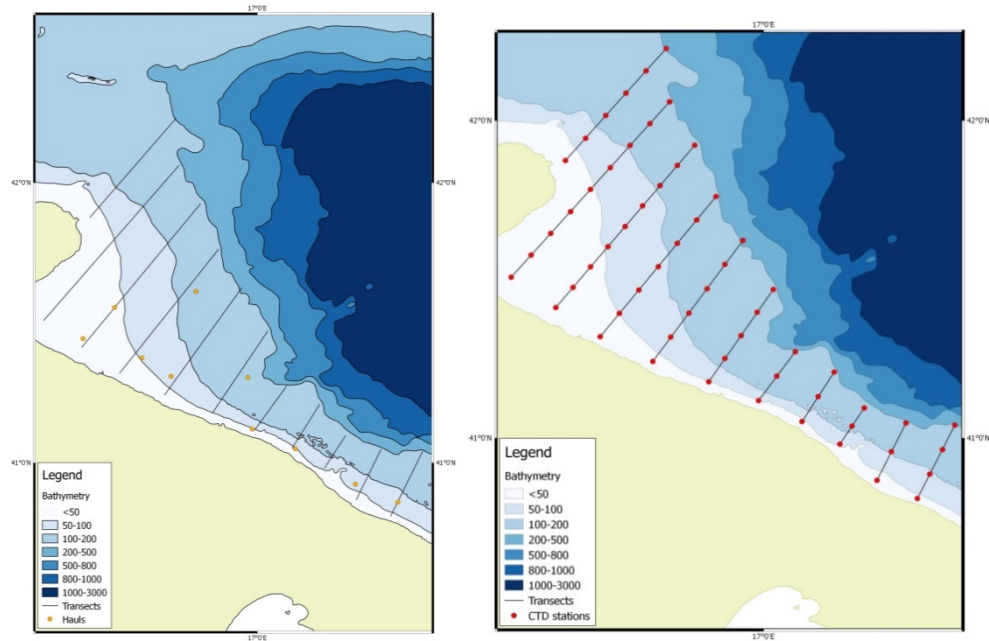 17°0'E
42°0'N
42°0'N
41°0'N
41°0'N
Legend
Bathymetry
<50
50-100
100-200
200-500
500-800
800-1000
1000-3000
Transects
Hauls
17°0'E
17°0'E
42°0'N
42°0'N
41°0'N
41°0'N
Legend
Bathymetry
<50
50-100
100-200
200-500
500-800
800-1000
1000-3000
Transects
CTD stations
17°0'E